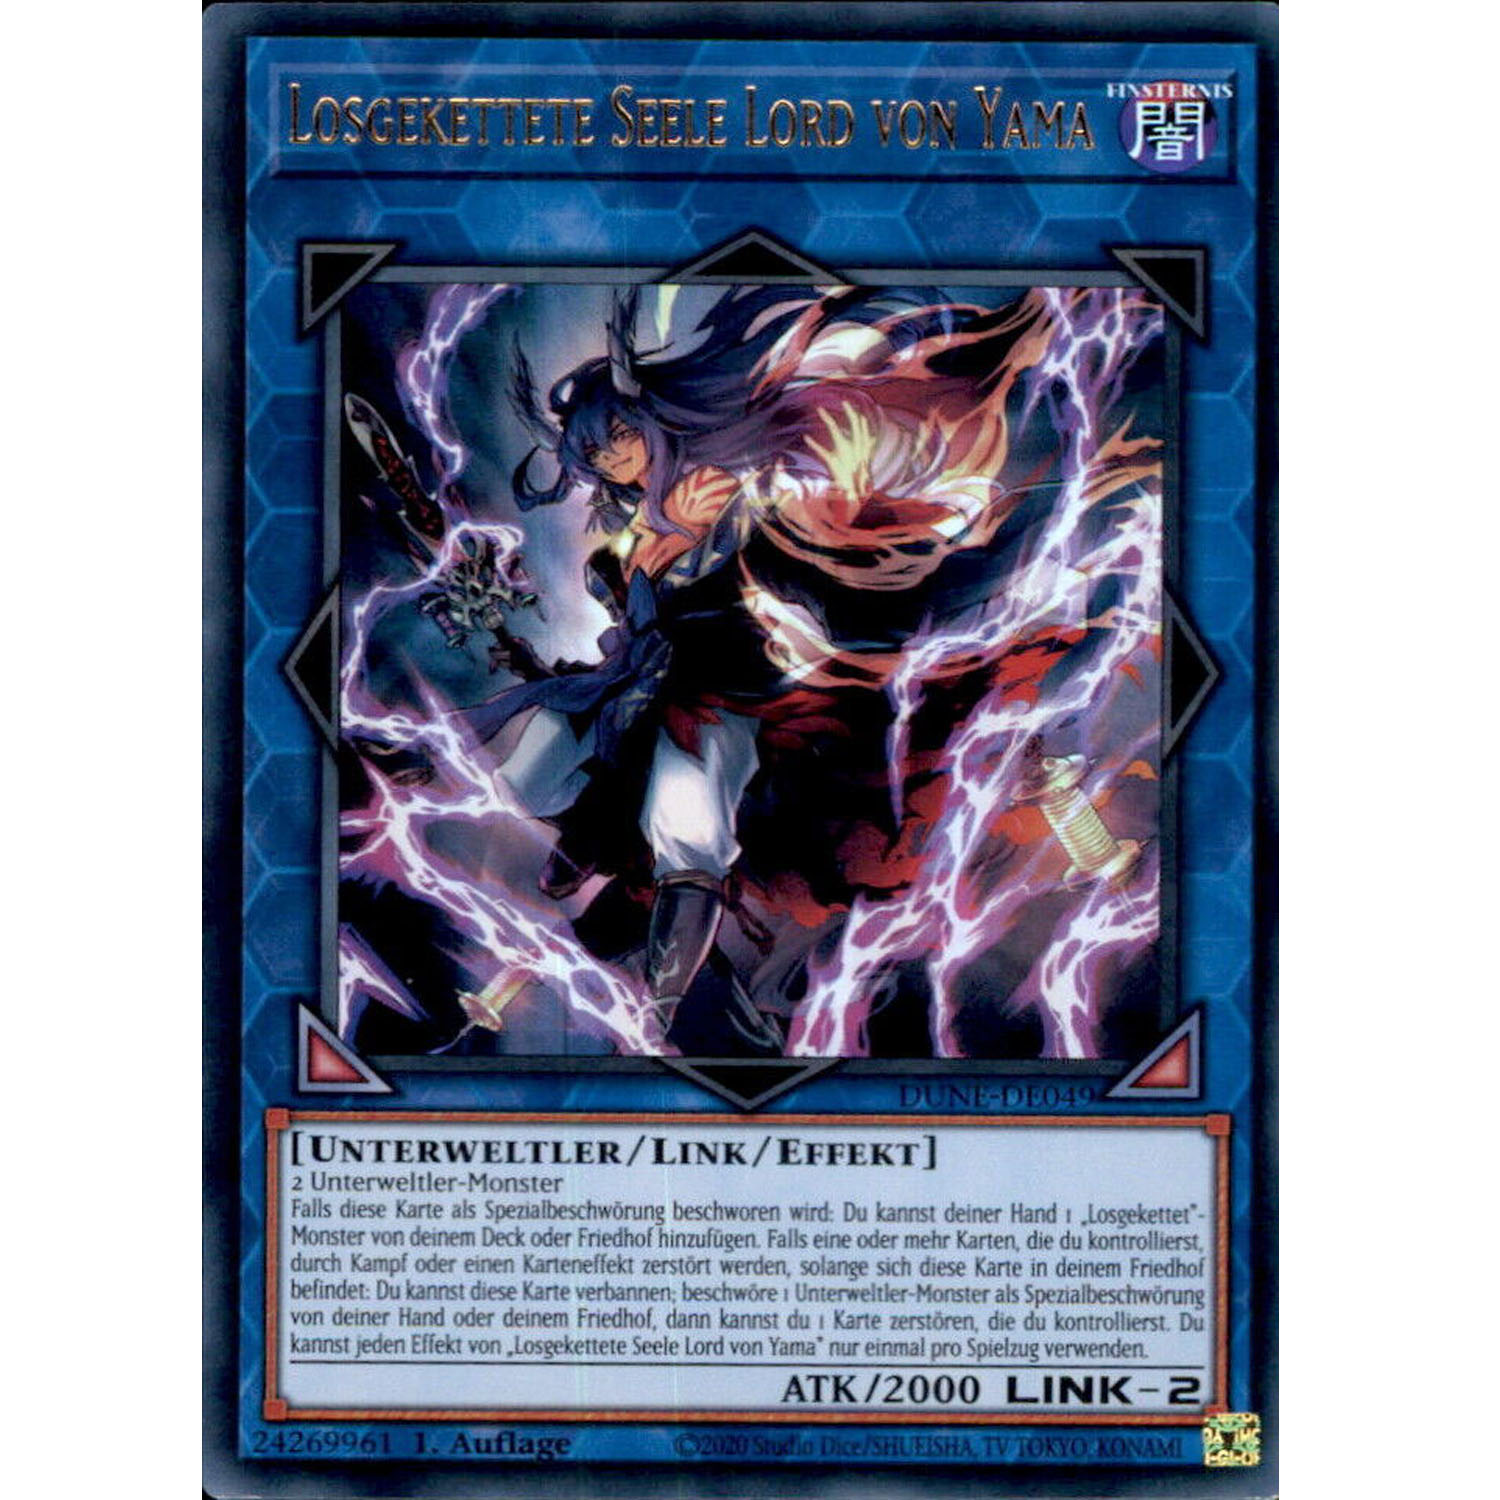 Losgekettete Seele Lord von Yama
FINSTERNIS
闇
DUNE-DE049
[Unterweltler/Link/Effekt]
2 Unterweltler-Monster
Falls diese Karte als Spezialbeschwörung beschworen wird: Du kannst deiner Hand 1 „Losgekettet"-
Monster von deinem Deck oder Friedhof hinzufügen. Falls eine oder mehr Karten, die du kontrollierst,
durch Kampf oder einen Karteneffekt zerstört werden, solange sich diese Karte in deinem Friedhof
befindet: Du kannst diese Karte verbannen; beschwöre 1 Unterweltler-Monster als Spezialbeschwörung
von deiner Hand oder deinem Friedhof, dann kannst du 1 Karte zerstören, die du kontrollierst. Du
kannst jeden Effekt von „Losgekettete Seele Lord von Yama" nur einmal pro Spielzug verwenden.
ATK/2000 LINK-2
24269961 1. Auflage
©2020 Studio Dice/SHUEISHA, TV TOKYO, KONAMI